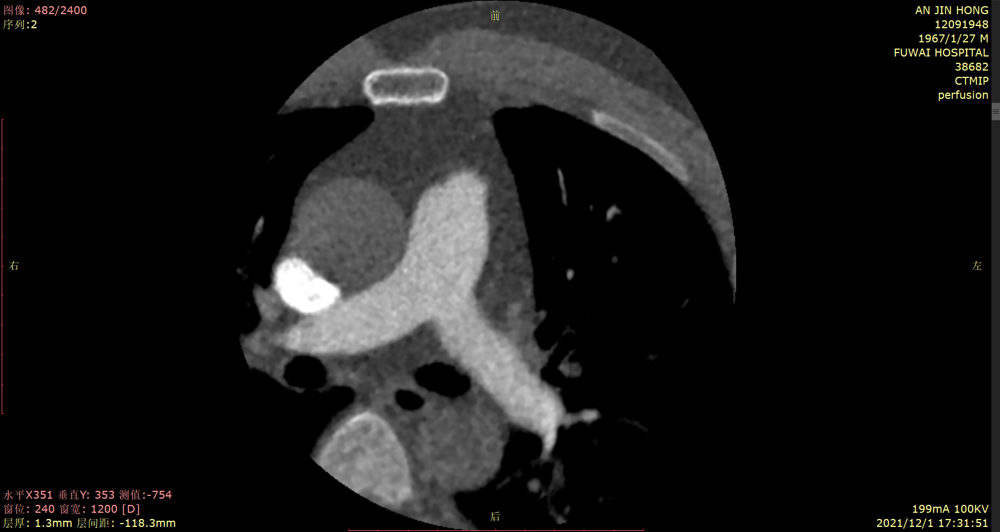 图像: 482/2400
序列:2
前
AN JIN HONG
12091948
1967/1/27 M
FUWAI HOSPITAL
38682
CTMIP
perfusion
右
左
水平X351 垂直Y: 353 测值:-754
窗位: 240 窗宽: 1200 [D]
层厚: 1.3mm 层间距: -118.3mm
后
199mA 100KV
2021/12/1 17:31:51